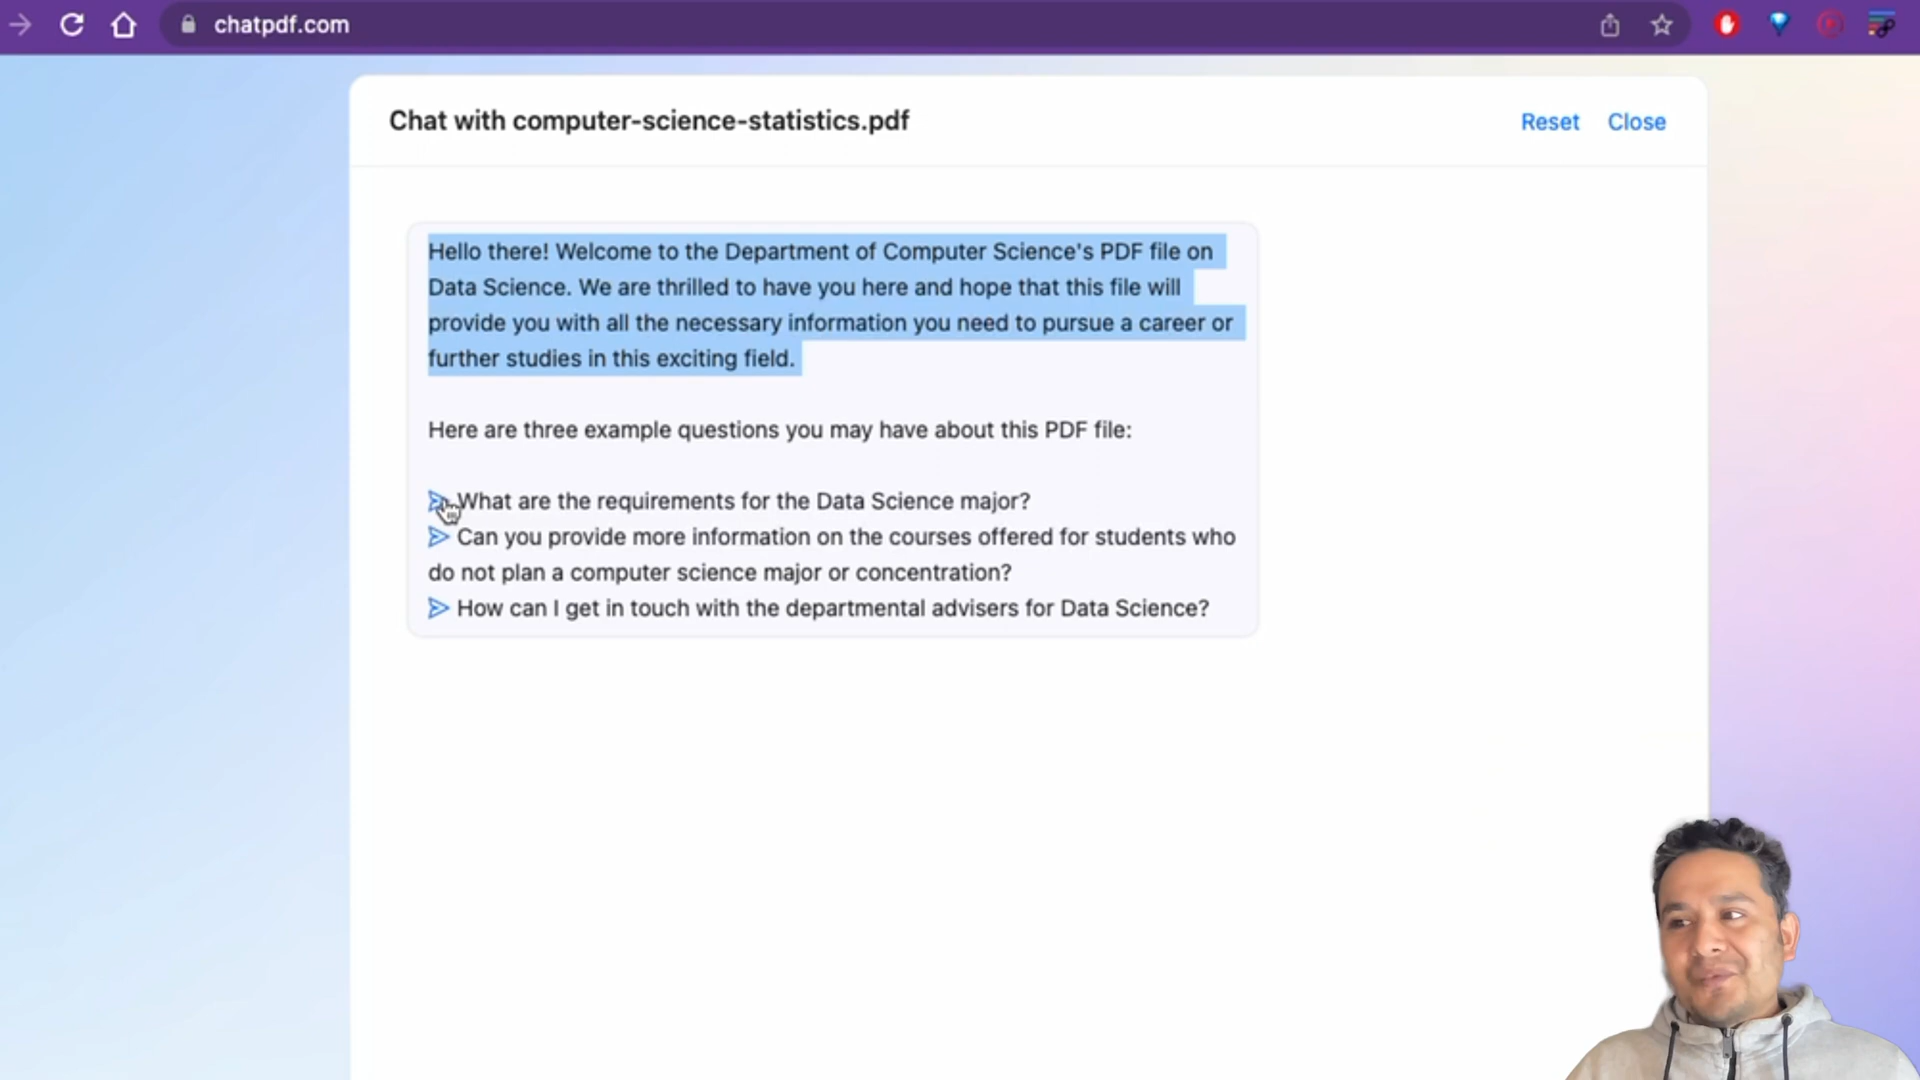 chatpdf.com
Chat with computer-science-statistics.pdf
Reset Close
Hello there! Welcome to the Department of Computer Science's PDF file on
Data Science. We are thrilled to have you here and hope that this file will
provide you with all the necessary information you need to pursue a career or
further studies in this exciting field.
Here are three example questions you may have about this PDF file:
What are the requirements for the Data Science major?
Can you provide more information on the courses offered for students who
do not plan a computer science major or concentration?
How can I get in touch with the departmental advisers for Data Science?